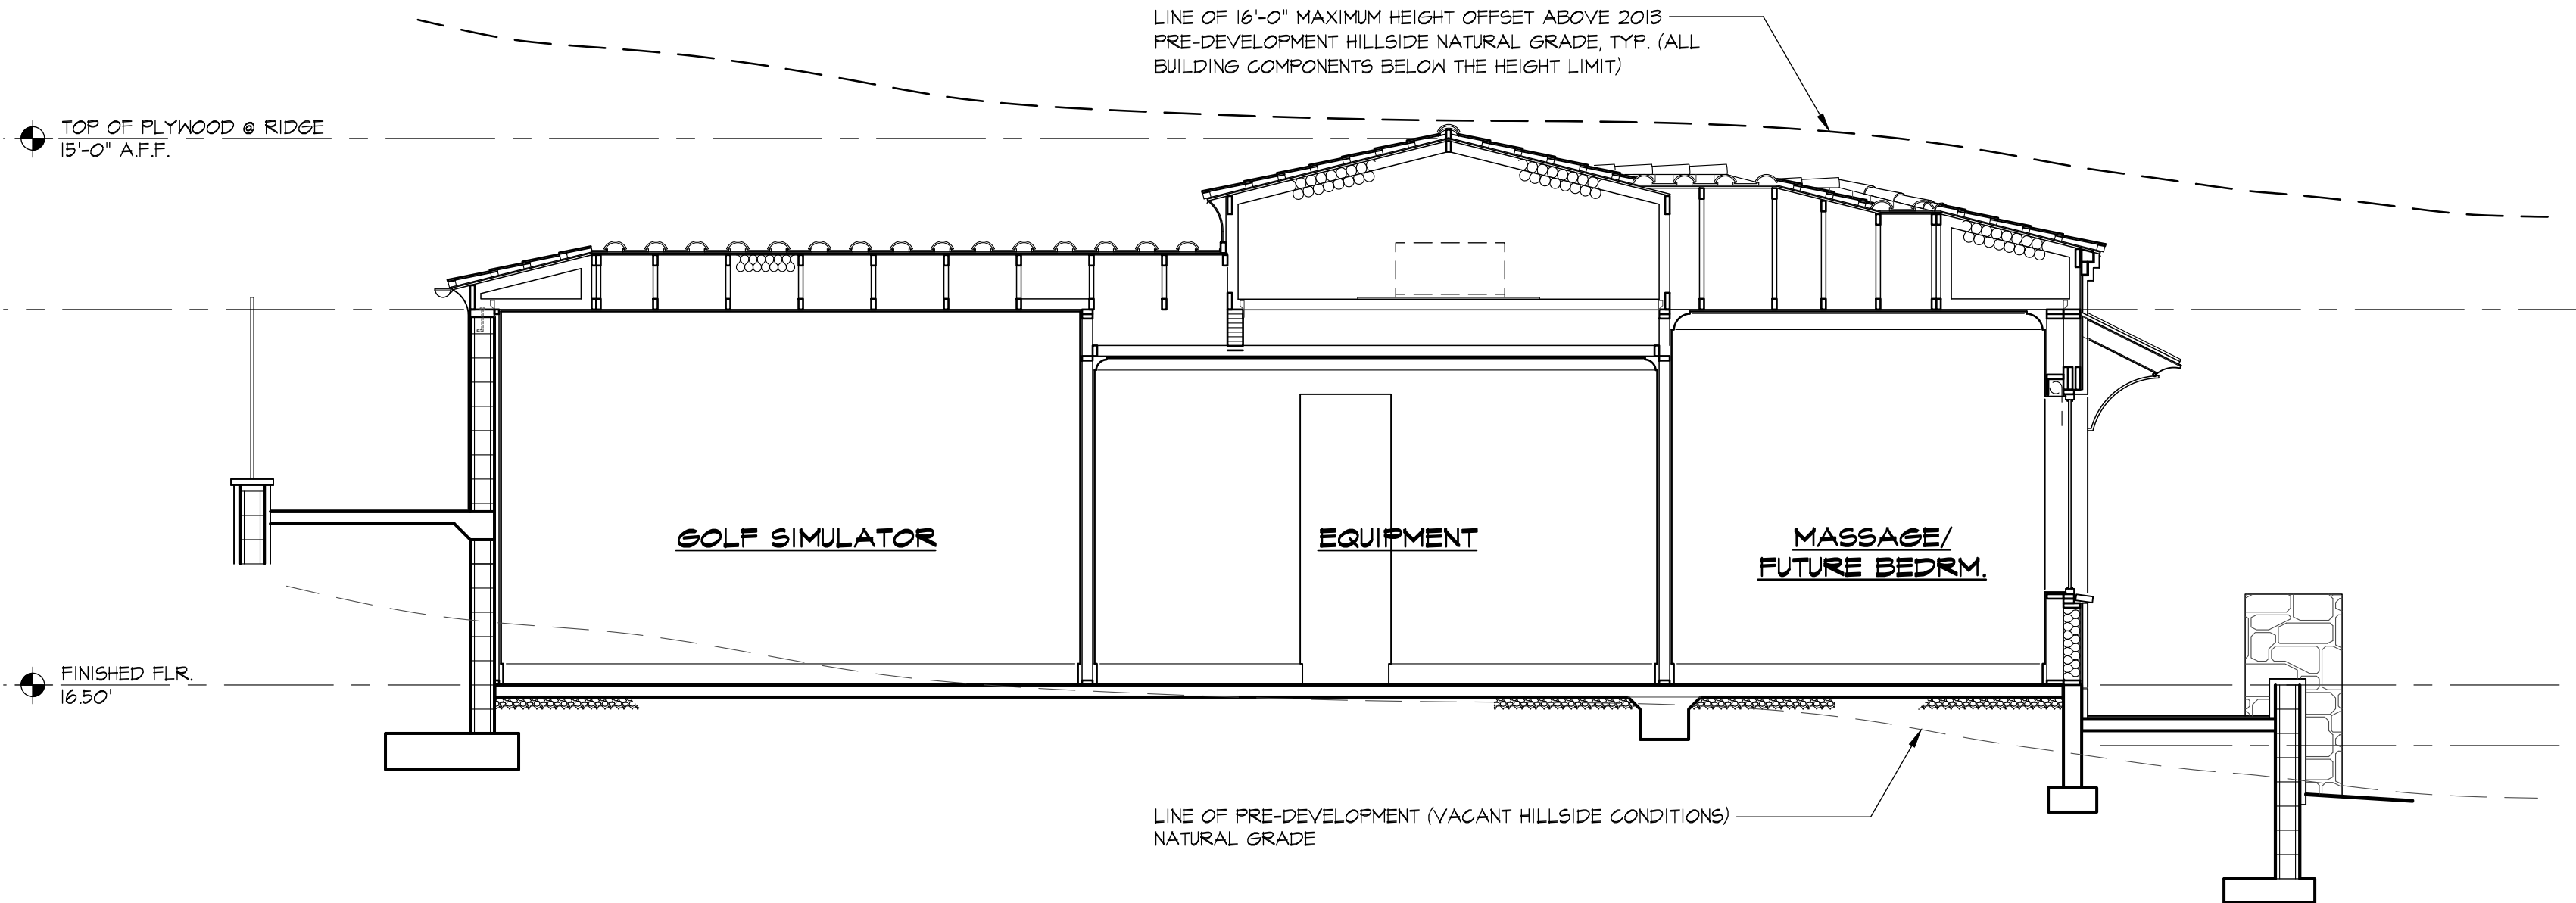 LINE OF 16'-0" MAXIMUM HEIGHT OFFSET ABOVE 2013
PRE-DEVELOPMENT HILLSIDE NATURAL GRADE, TYP. (ALL
BUILDING COMPONENTS BELOW THE HEIGHT LIMIT)
TOP OF PLYWOOD @ RIDGE
15'-0" A.F.F.
GOLF SIMULATOR
EQUIPMENT
MASSAGE/
FUTURE BEDRM.
FINISHED FLR.
16.50'
LINE OF PRE-DEVELOPMENT (VACANT HILLSIDE CONDITIONS)
NATURAL GRADE